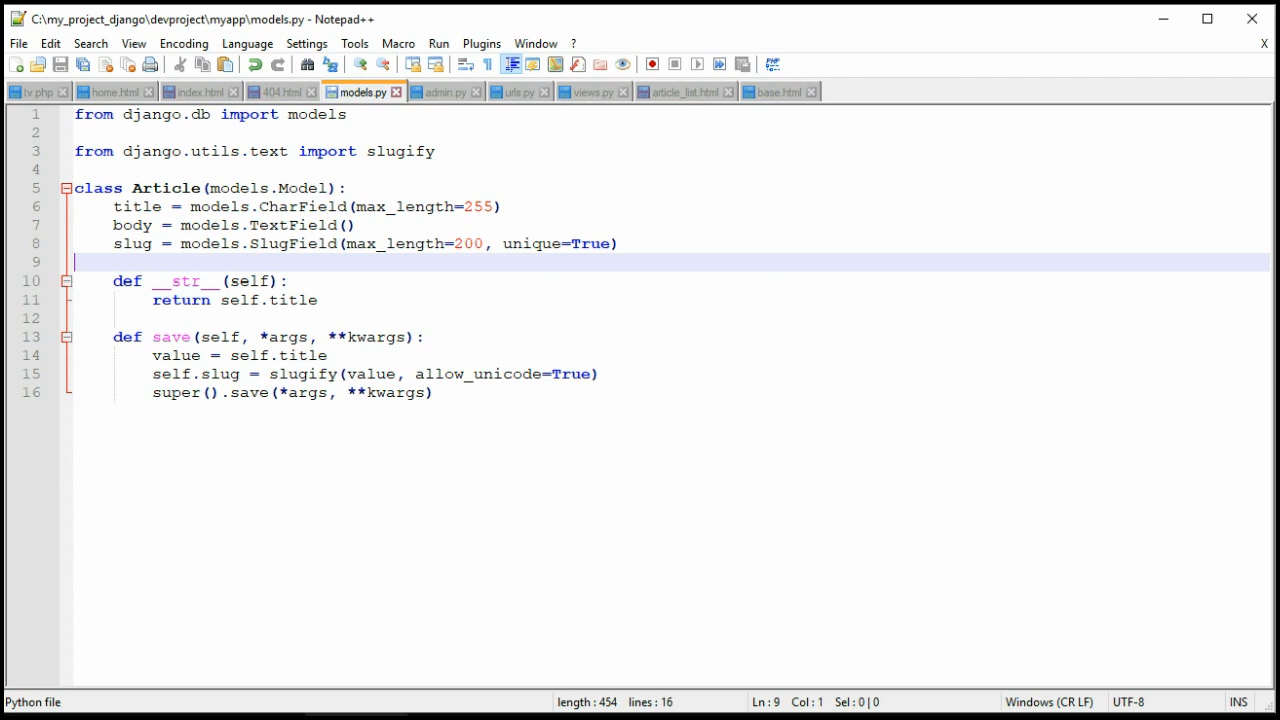 C:\my_project_django\devproject\myapp\models.py - Notepad++
File Edit Search View Encoding Language Settings Tools Macro Run Plugins Window ? X
tv.php home.html index.html 404.html models.py admin.py urls.py views.py article_list.html base.html
1 from django.db import models
2
3 from django.utils.text import slugify
4
5 class Article(models.Model):
6 title = models.CharField(max_length=255)
7 body = models.TextField()
8 slug = models.SlugField(max_length=200, unique=True)
9
10 def __str__(self):
11 return self.title
12
13 def save(self, *args, **kwargs):
14 value = self.title
15 self.slug = slugify(value, allow_unicode=True)
16 super().save(*args, **kwargs)
Python file length : 454 lines : 16 Ln : 9 Col : 1 Sel : 0 | 0 Windows (CR LF) UTF-8 INS